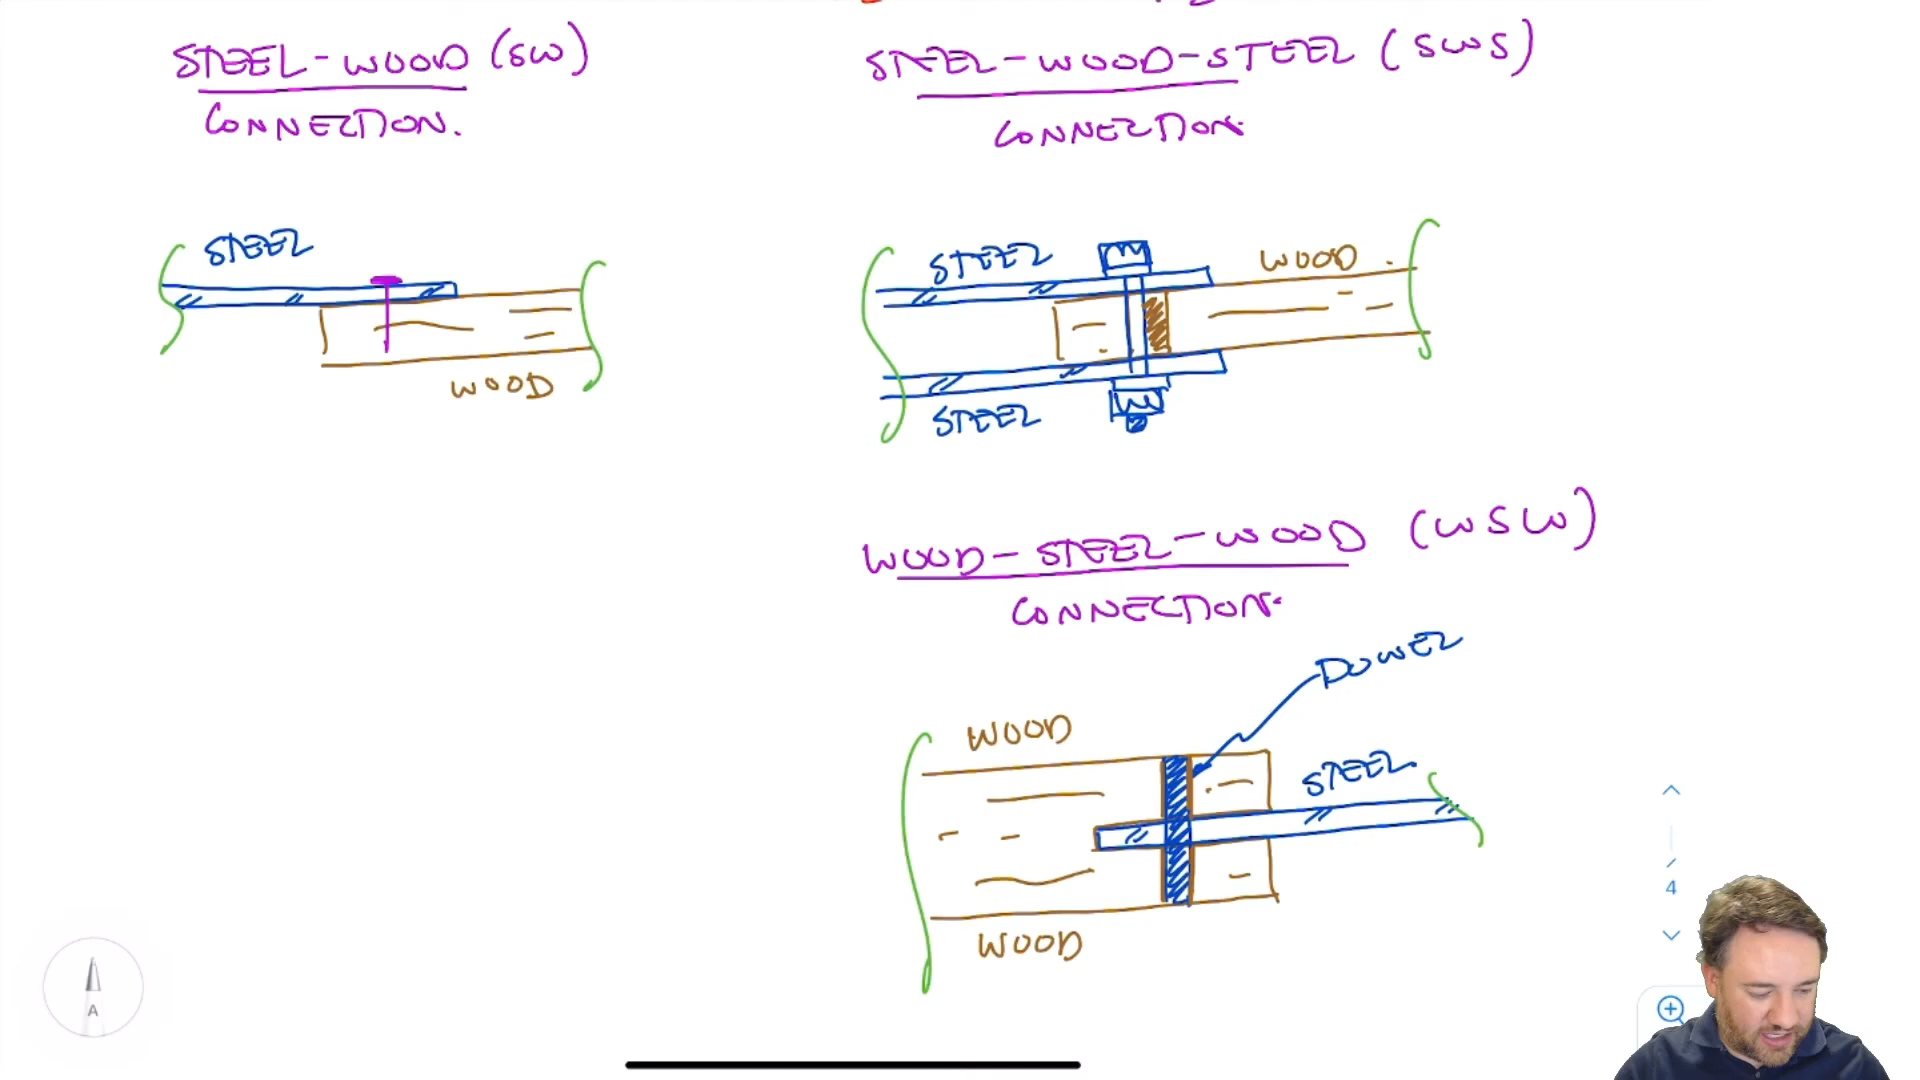 STEEL-WOOD (SW)
CONNECTION.
STEEL-WOOD-STEEL (SWS)
CONNECTION.
STEEL
WOOD
STEEL
WOOD
STEEL
WOOD-STEEL-WOOD (WSW)
CONNECTION.
DOWEL
WOOD
STEEL
WOOD
4
A